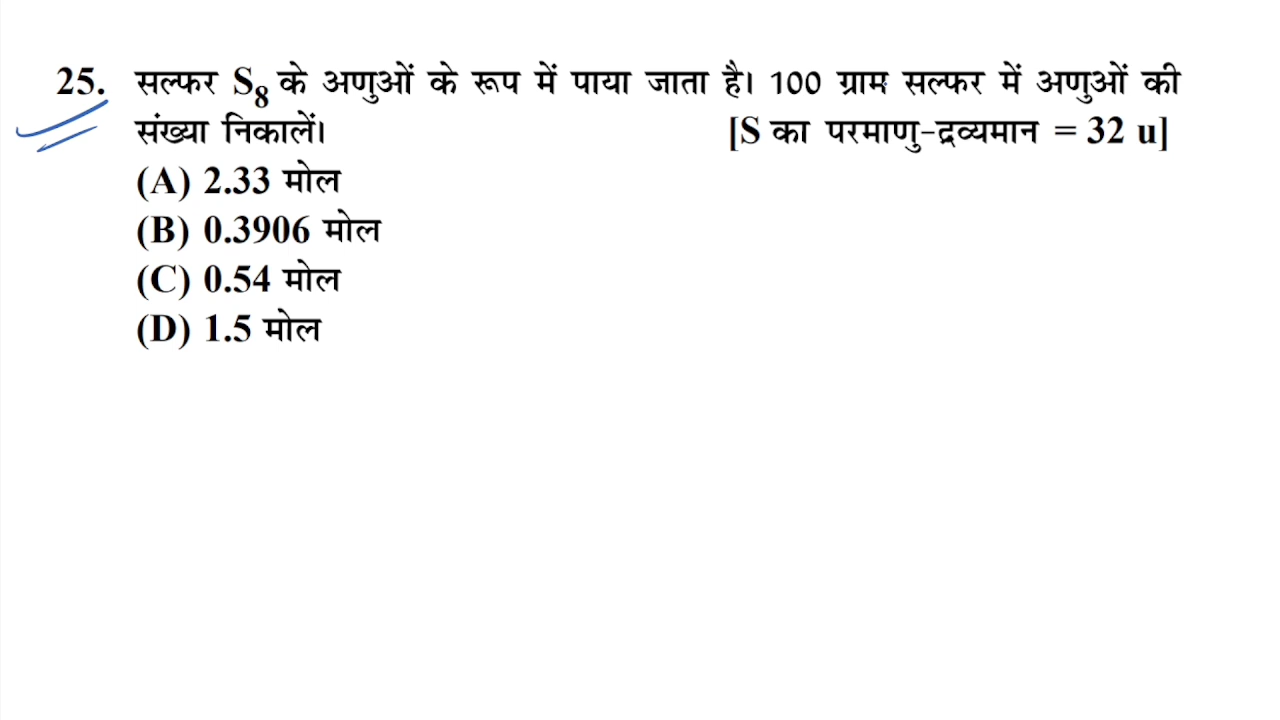 25. सल्फर S₈ के अणुओं के रूप में पाया जाता है। 100 ग्राम सल्फर में अणुओं की
संख्या निकालें। [S का परमाणु-द्रव्यमान = 32 u]
(A) 2.33 मोल
(B) 0.3906 मोल
(C) 0.54 मोल
(D) 1.5 मोल